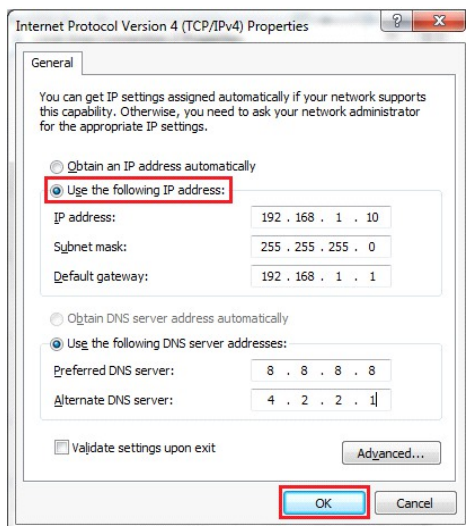 Internet Protocol Version 4 (TCP/IPv4) Properties
General
You can get IP settings assigned automatically if your network supports
this capability. Otherwise, you need to ask your network administrator
for the appropriate IP settings.
Obtain an IP address automatically
Use the following IP address:
IP address: 192 . 168 . 1 . 10
Subnet mask: 255 . 255 . 255 . 0
Default gateway: 192 . 168 . 1 . 1
Obtain DNS server address automatically
Use the following DNS server addresses:
Preferred DNS server: 8 . 8 . 8 . 8
Alternate DNS server: 4 . 2 . 2 . 1
Validate settings upon exit
Advanced...
OK Cancel